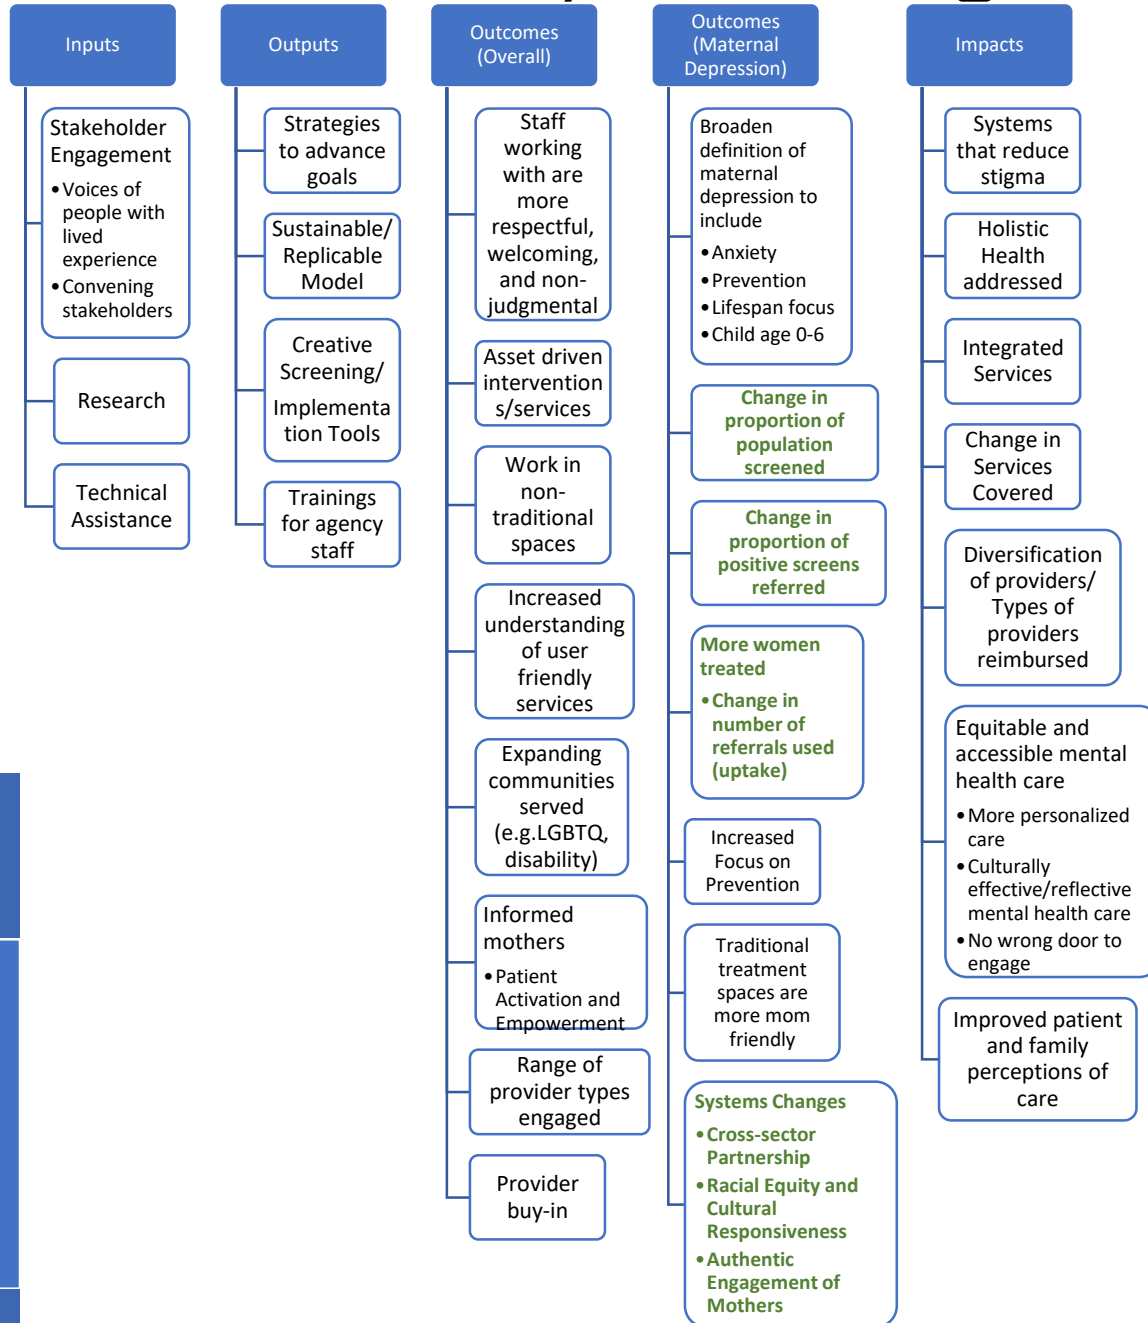 Inputs
Stakeholder
Engagement
•Voices of
people with
lived
experience
•Convening
stakeholders
Research
Technical
Assistance
Outputs
Strategies
to advance
goals
Sustainable/
Replicable
Model
Creative
Screening/
Implementa
tion Tools
Trainings
for agency
staff
Outcomes
(Overall)
Staff
working
with are
more
respectful,
welcoming,
and non-
judgmental
Asset driven
intervention
s/services
Work in
non-
traditional
spaces
Increased
understanding
of user
friendly
services
Expanding
communities
served
(e.g.LGBTQ,
disability)
Informed
mothers
•Patient
Activation and
Empowerment
Range of
provider types
engaged
Provider
buy-in
Outcomes
(Maternal
Depression)
Broaden
definition of
maternal
depression to
include
•Anxiety
•Prevention
•Lifespan focus
•Child age 0-6
Change in
proportion of
population
screened
Change in
proportion of
positive screens
referred
More women
treated
•Change in
number of
referrals used
(uptake)
Increased
Focus on
Prevention
Traditional
treatment
spaces are
more mom
friendly
Systems Changes
•Cross-sector
Partnership
•Racial Equity and
Cultural
Responsiveness
•Authentic
Engagement of
Mothers
Impacts
Systems
that reduce
stigma
Holistic
Health
addressed
Integrated
Services
Change in
Services
Covered
Diversification
of providers/
Types of
providers
reimbursed
Equitable and
accessible mental
health care
•More personalized
care
•Culturally
effective/reflective
mental health care
•No wrong door to
engage
Improved patient
and family
perceptions of
care